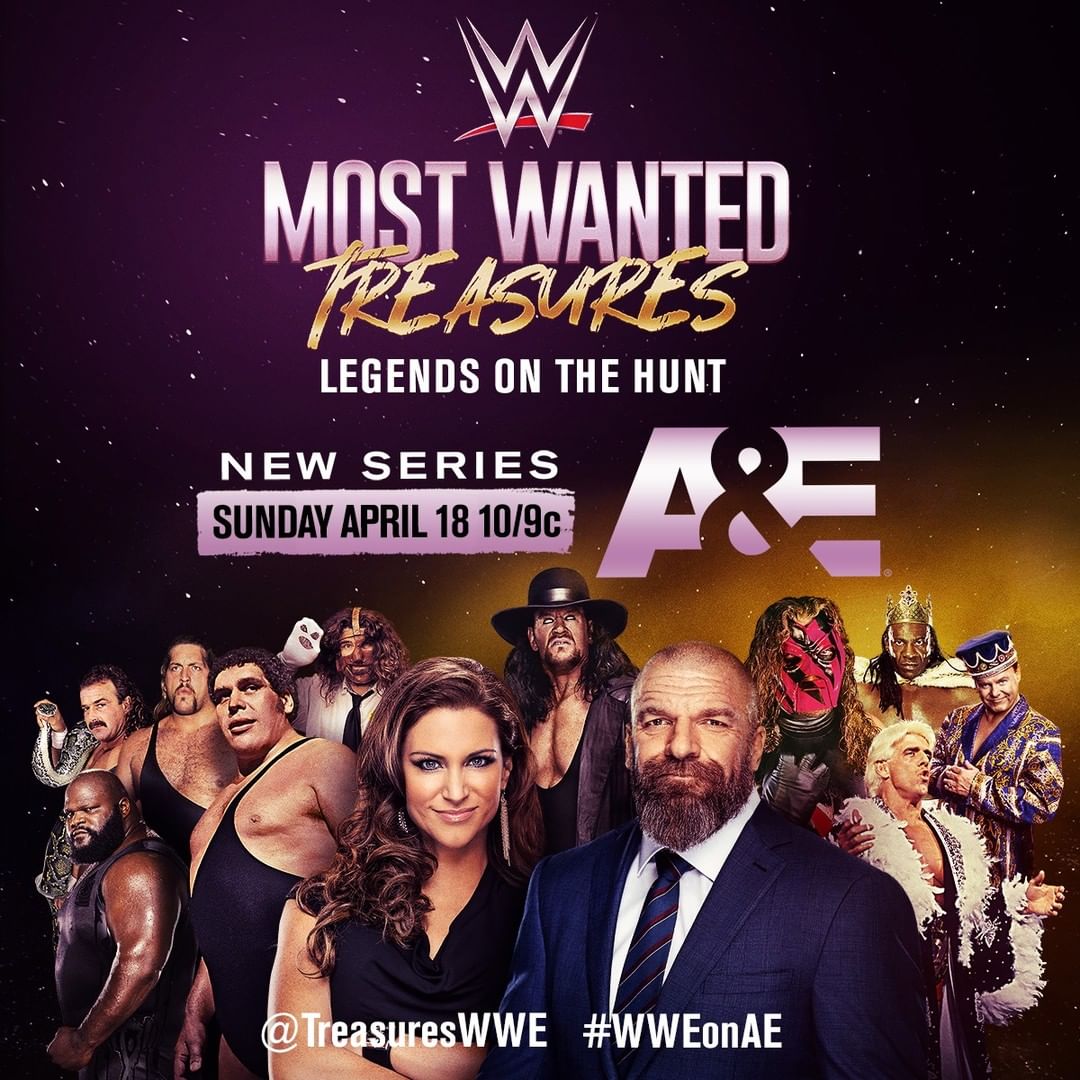 W
MOST WANTED
TREASURES
LEGENDS ON THE HUNT
NEW SERIES
SUNDAY APRIL 18 10/9c
A&E
@TreasuresWWE #WWEonAE